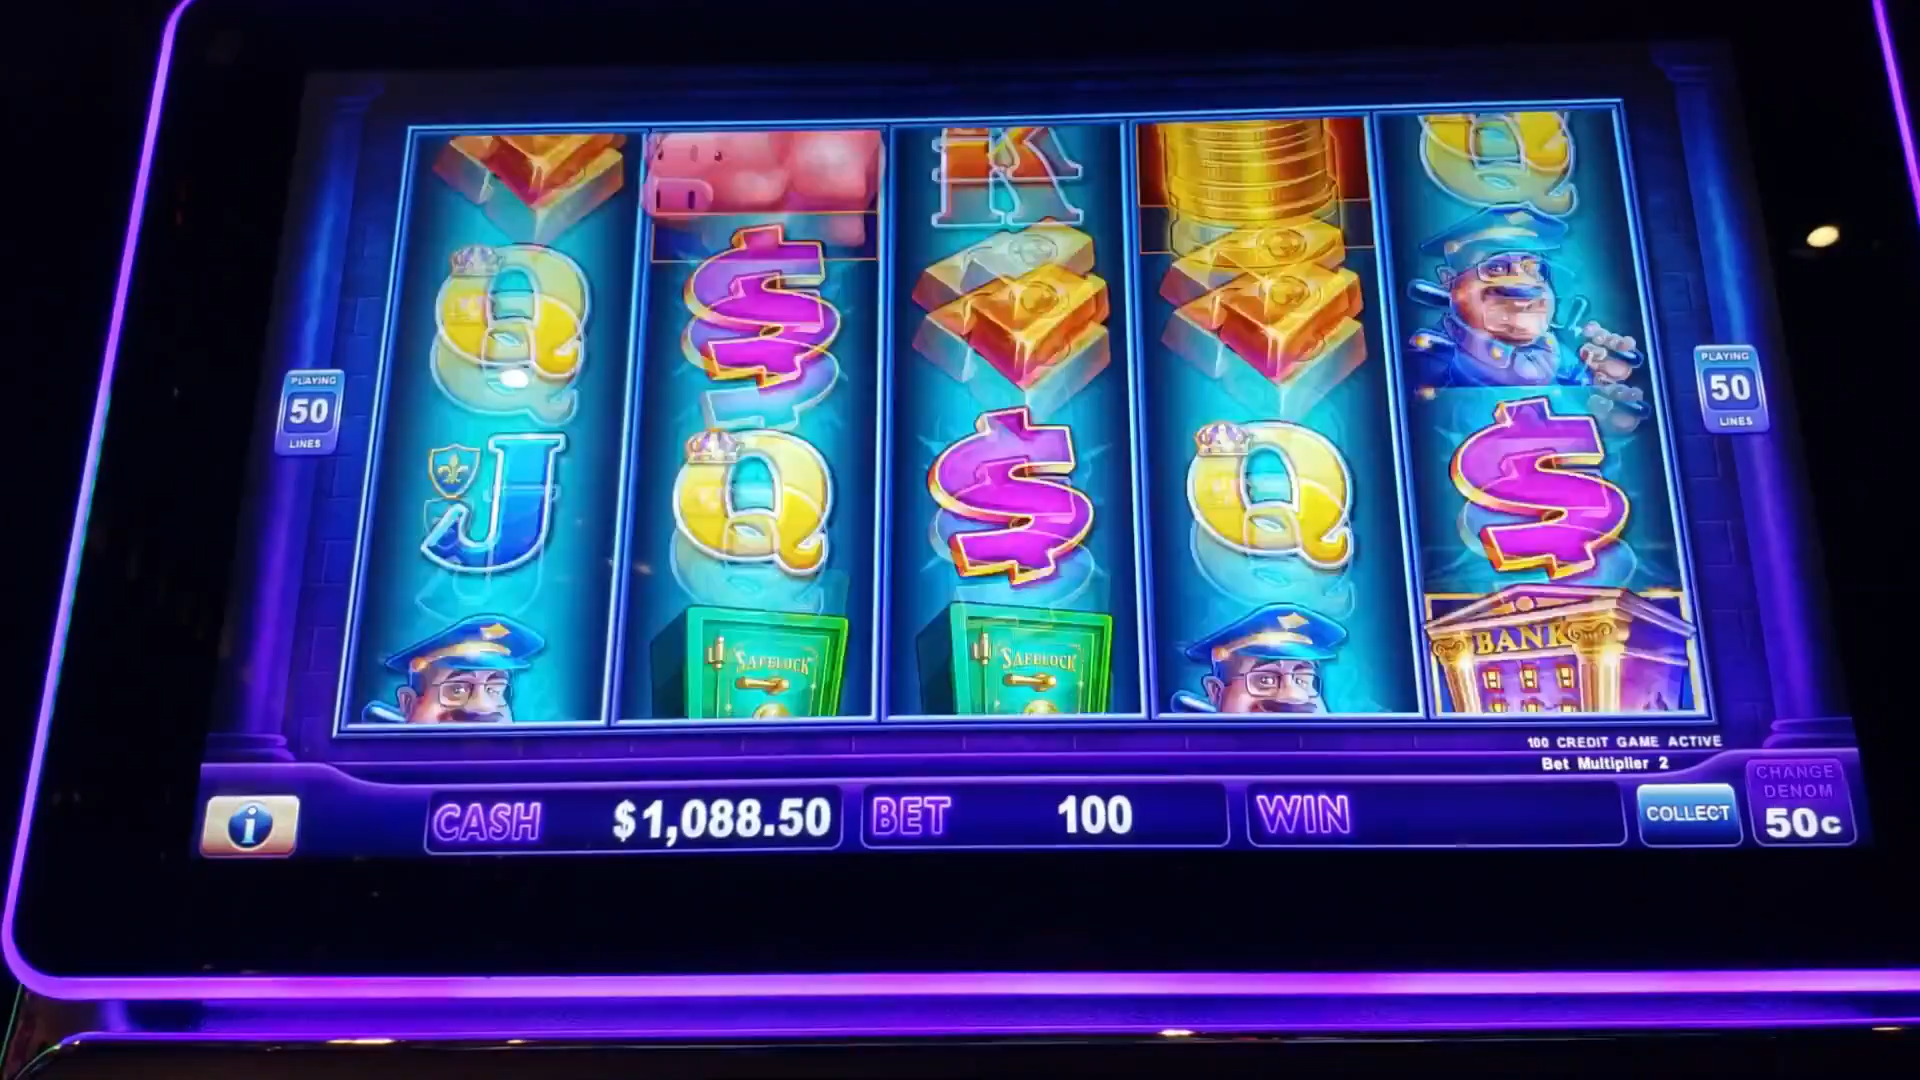 K
Q
Q
PLAYING
50
LINES
PLAYING
50
LINES
$
$
$
J
Q
Q
SAFELOCK
SAFELOCK
BANK
100 CREDIT GAME ACTIVE
Bet Multiplier 2
CHANGE
DENOM
50¢
i
CASH $1,088.50
BET 100
WIN
COLLECT